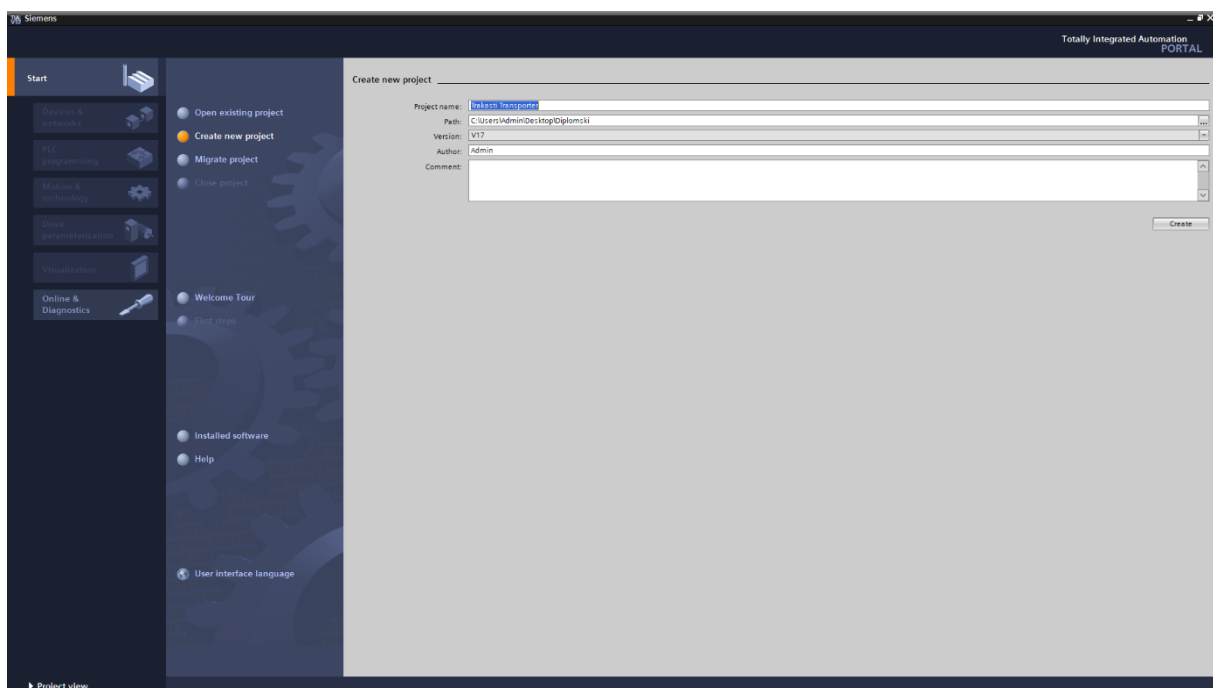 Siemens
Totally Integrated Automation
PORTAL
Start
Devices &
networks
PLC
programming
Motion &
technology
Drive
parameterization
Visualization
Online &
Diagnostics
Open existing project
Create new project
Migrate project
Close project
Welcome Tour
First steps
Installed software
Help
User interface language
Project view
Create new project
Project name: Trakasti Transporter
Path: C:\Users\Admin\Desktop\Diplomski
...
Version: V17
Author: Admin
Comment:
Create